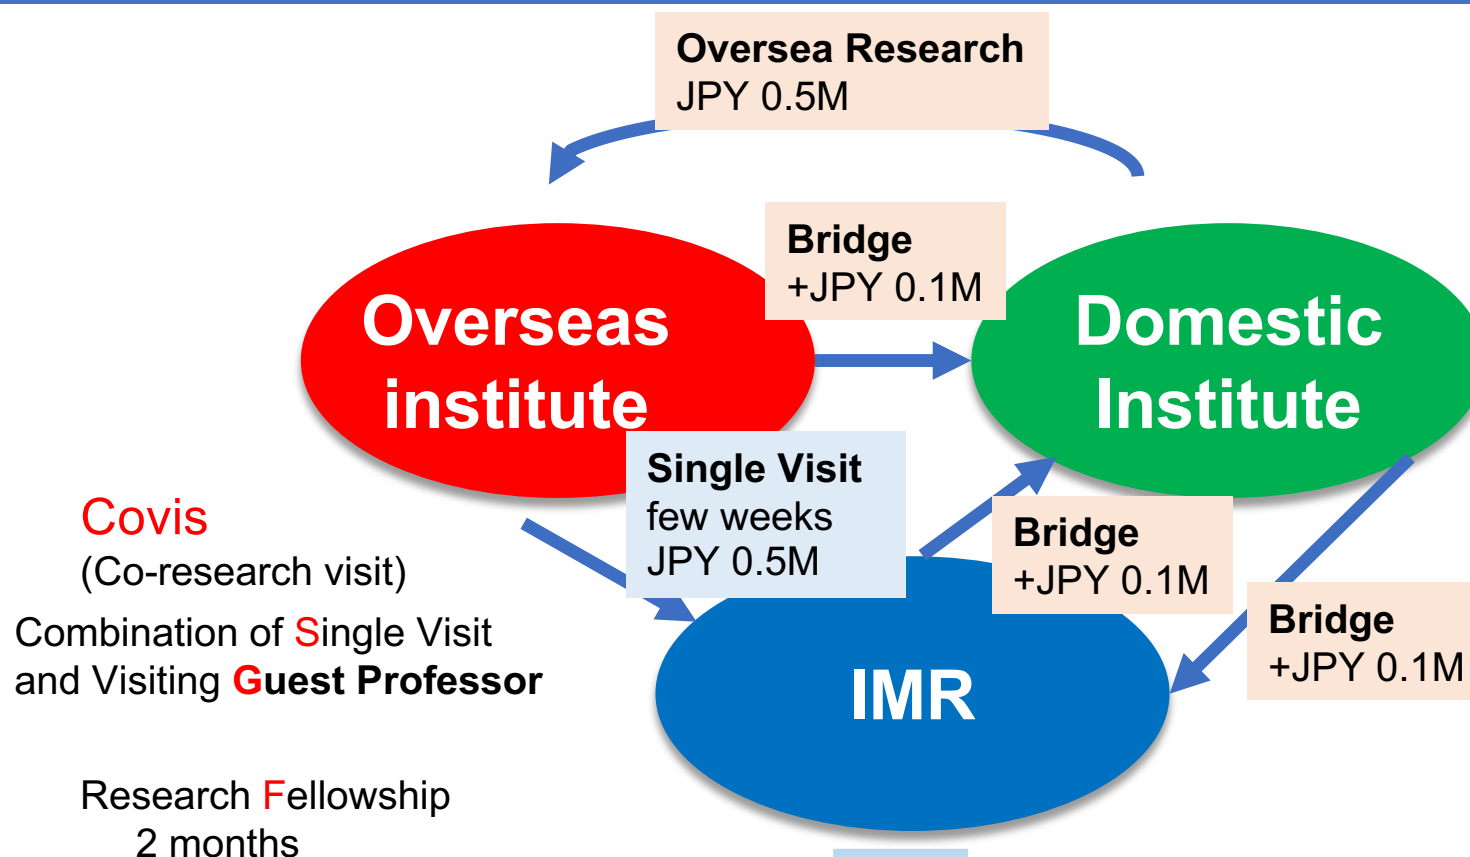 Oversea Research
JPY 0.5M
Bridge
+JPY 0.1M
Overseas
institute
Domestic
Institute
Single Visit
few weeks
JPY 0.5M
Bridge
+JPY 0.1M
Bridge
+JPY 0.1M
IMR
Covis
(Co-research visit)
Combination of Single Visit
and Visiting Guest Professor
Research Fellowship
2 months